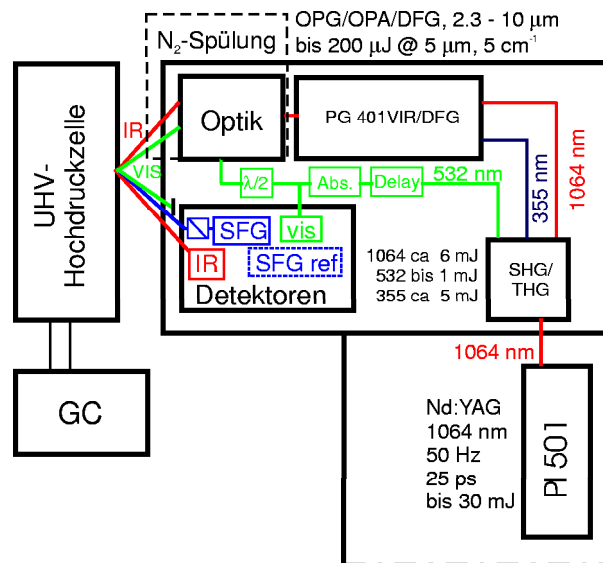 OPG/OPA/DFG, 2.3 - 10 µm
bis 200 µJ @ 5 µm, 5 cm⁻¹
N₂-Spülung
UHV-
Hochdruckzelle
IR
VIS
Optik
PG 401VIR/DFG
1064 nm
355 nm
532 nm
λ/2
Abs.
Delay
SFG
vis
IR
SFG ref
Detektoren
1064 ca 6 mJ
532 bis 1 mJ
355 ca 5 mJ
SHG/
THG
1064 nm
GC
Nd:YAG
1064 nm
50 Hz
25 ps
bis 30 mJ
PI 501